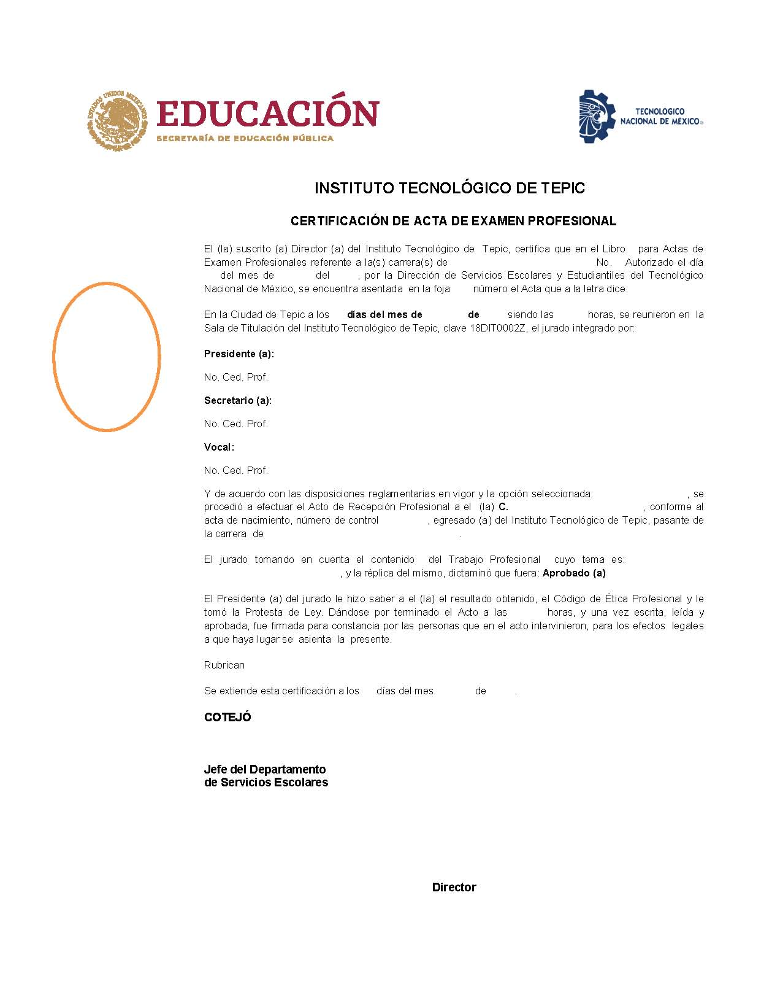 ESTADOS UNIDOS MEXICANOS
EDUCACIÓN
SECRETARÍA DE EDUCACIÓN PÚBLICA
TECNOLÓGICO
NACIONAL DE MÉXICO®
INSTITUTO TECNOLÓGICO DE TEPIC
CERTIFICACIÓN DE ACTA DE EXAMEN PROFESIONAL
El (la) suscrito (a) Director (a) del Instituto Tecnológico de Tepic, certifica que en el Libro para Actas de
Examen Profesionales referente a la(s) carrera(s) de No. Autorizado el día
del mes de del , por la Dirección de Servicios Escolares y Estudiantiles del Tecnológico
Nacional de México, se encuentra asentada en la foja número el Acta que a la letra dice:
En la Ciudad de Tepic a los días del mes de de siendo las horas, se reunieron en la
Sala de Titulación del Instituto Tecnológico de Tepic, clave 18DIT0002Z, el jurado integrado por:
Presidente (a):
No. Ced. Prof.
Secretario (a):
No. Ced. Prof.
Vocal:
No. Ced. Prof.
Y de acuerdo con las disposiciones reglamentarias en vigor y la opción seleccionada: , se
procedió a efectuar el Acto de Recepción Profesional a el (la) C. , conforme al
acta de nacimiento, número de control , egresado (a) del Instituto Tecnológico de Tepic, pasante de
la carrera de .
El jurado tomando en cuenta el contenido del Trabajo Profesional cuyo tema es:
, y la réplica del mismo, dictaminó que fuera: Aprobado (a)
El Presidente (a) del jurado le hizo saber a el (la) el resultado obtenido, el Código de Ética Profesional y le
tomó la Protesta de Ley. Dándose por terminado el Acto a las horas, y una vez escrita, leída y
aprobada, fue firmada para constancia por las personas que en el acto intervinieron, para los efectos legales
a que haya lugar se asienta la presente.
Rubrican
Se extiende esta certificación a los días del mes de .
COTEJÓ
Jefe del Departamento
de Servicios Escolares
Director